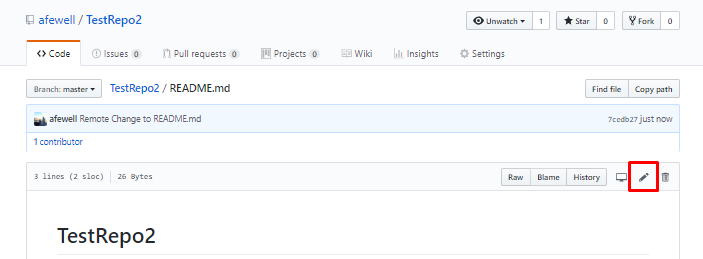 afewell / TestRepo2
Unwatch 1 Star 0 Fork 0
Code Issues 0 Pull requests 0 Projects 0 Wiki Insights Settings
Branch: master TestRepo2 / README.md Find file Copy path
afewell Remote Change to README.md 7cedb27 just now
1 contributor
3 lines (2 sloc) 26 Bytes Raw Blame History
TestRepo2